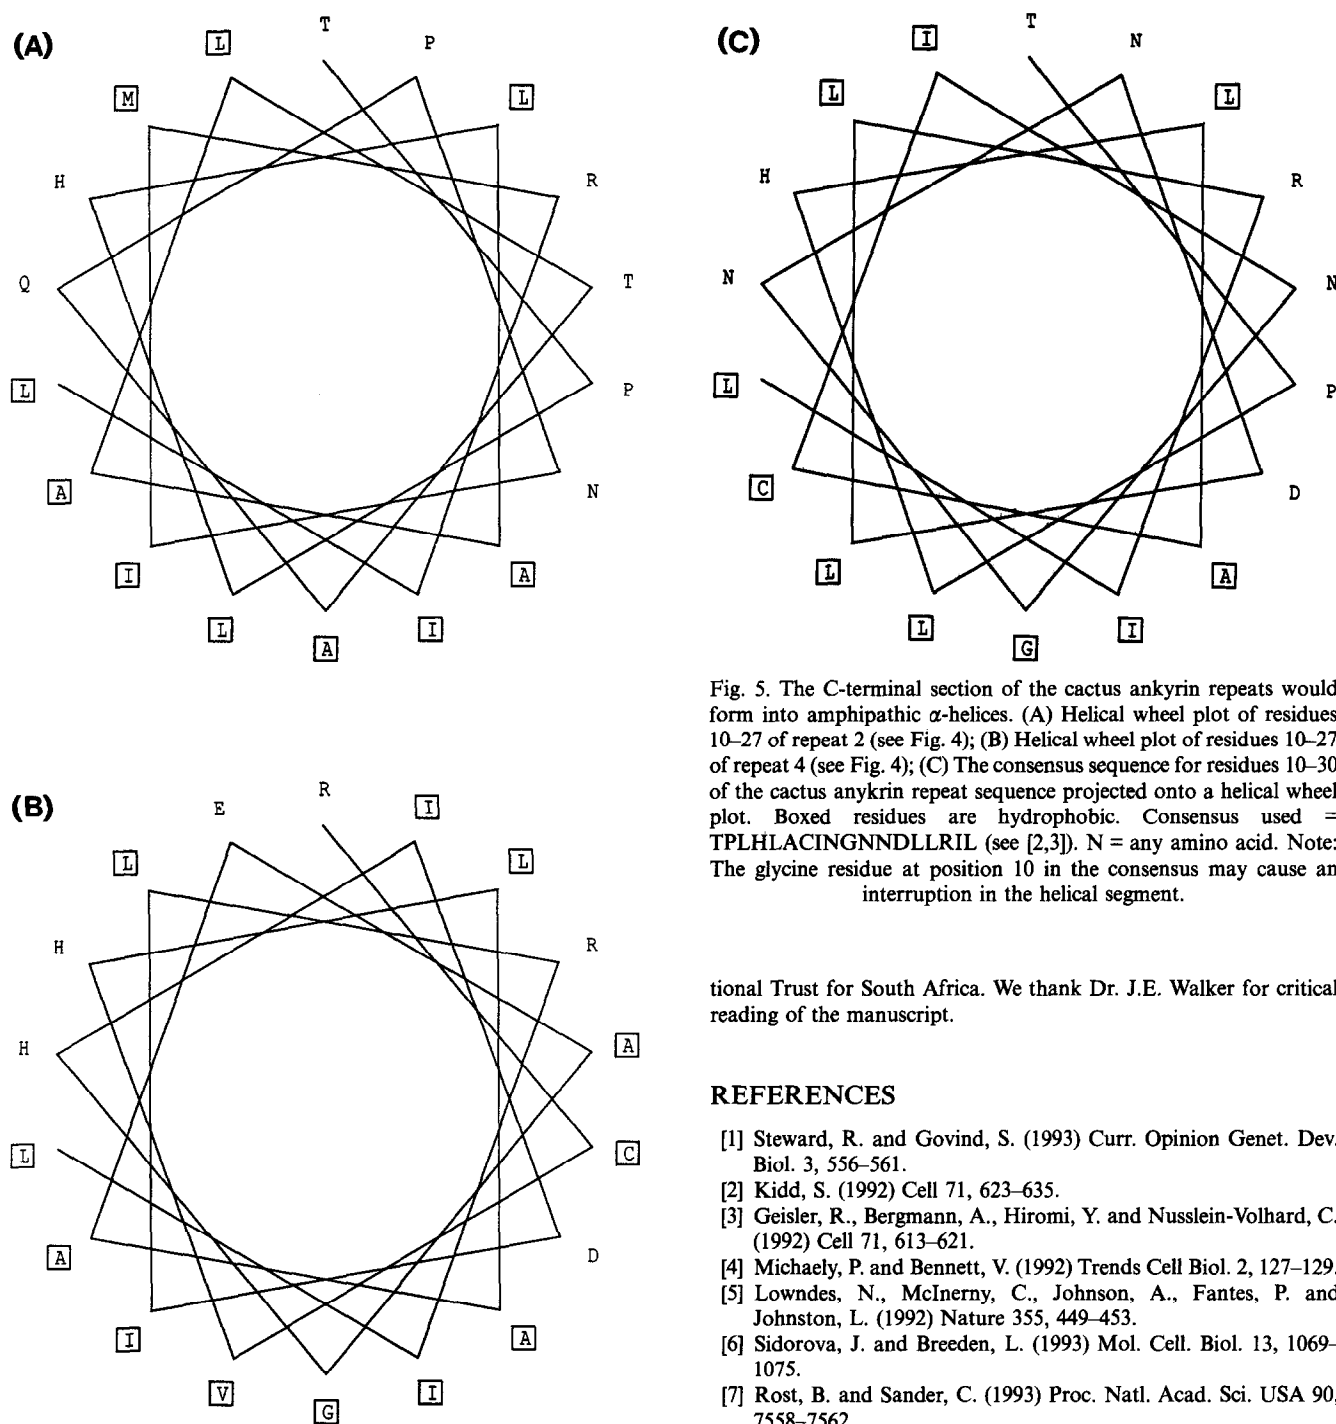 (A)
T
L
P
M
L
H
R
Q
T
L
P
A
N
I
A
L
I
A
(B)
R
E
I
L
L
H
R
H
A
L
C
A
D
I
A
V
I
G
(C)
T
I
N
L
L
H
R
N
N
L
P
C
D
L
A
L
I
G
Fig. 5. The C-terminal section of the cactus ankyrin repeats would
form into amphipathic α-helices. (A) Helical wheel plot of residues
10–27 of repeat 2 (see Fig. 4); (B) Helical wheel plot of residues 10–27
of repeat 4 (see Fig. 4); (C) The consensus sequence for residues 10–30
of the cactus anykrin repeat sequence projected onto a helical wheel
plot. Boxed residues are hydrophobic. Consensus used =
TPLHLACINGNNDLLRIL (see [2,3]). N = any amino acid. Note:
The glycine residue at position 10 in the consensus may cause an
interruption in the helical segment.
tional Trust for South Africa. We thank Dr. J.E. Walker for critical
reading of the manuscript.
REFERENCES
[1] Steward, R. and Govind, S. (1993) Curr. Opinion Genet. Dev.
Biol. 3, 556–561.
[2] Kidd, S. (1992) Cell 71, 623–635.
[3] Geisler, R., Bergmann, A., Hiromi, Y. and Nusslein-Volhard, C.
(1992) Cell 71, 613–621.
[4] Michaely, P. and Bennett, V. (1992) Trends Cell Biol. 2, 127–129.
[5] Lowndes, N., McInerny, C., Johnson, A., Fantes, P. and
Johnston, L. (1992) Nature 355, 449–453.
[6] Sidorova, J. and Breeden, L. (1993) Mol. Cell. Biol. 13, 1069–
1075.
[7] Rost, B. and Sander, C. (1993) Proc. Natl. Acad. Sci. USA 90,
7558–7562.